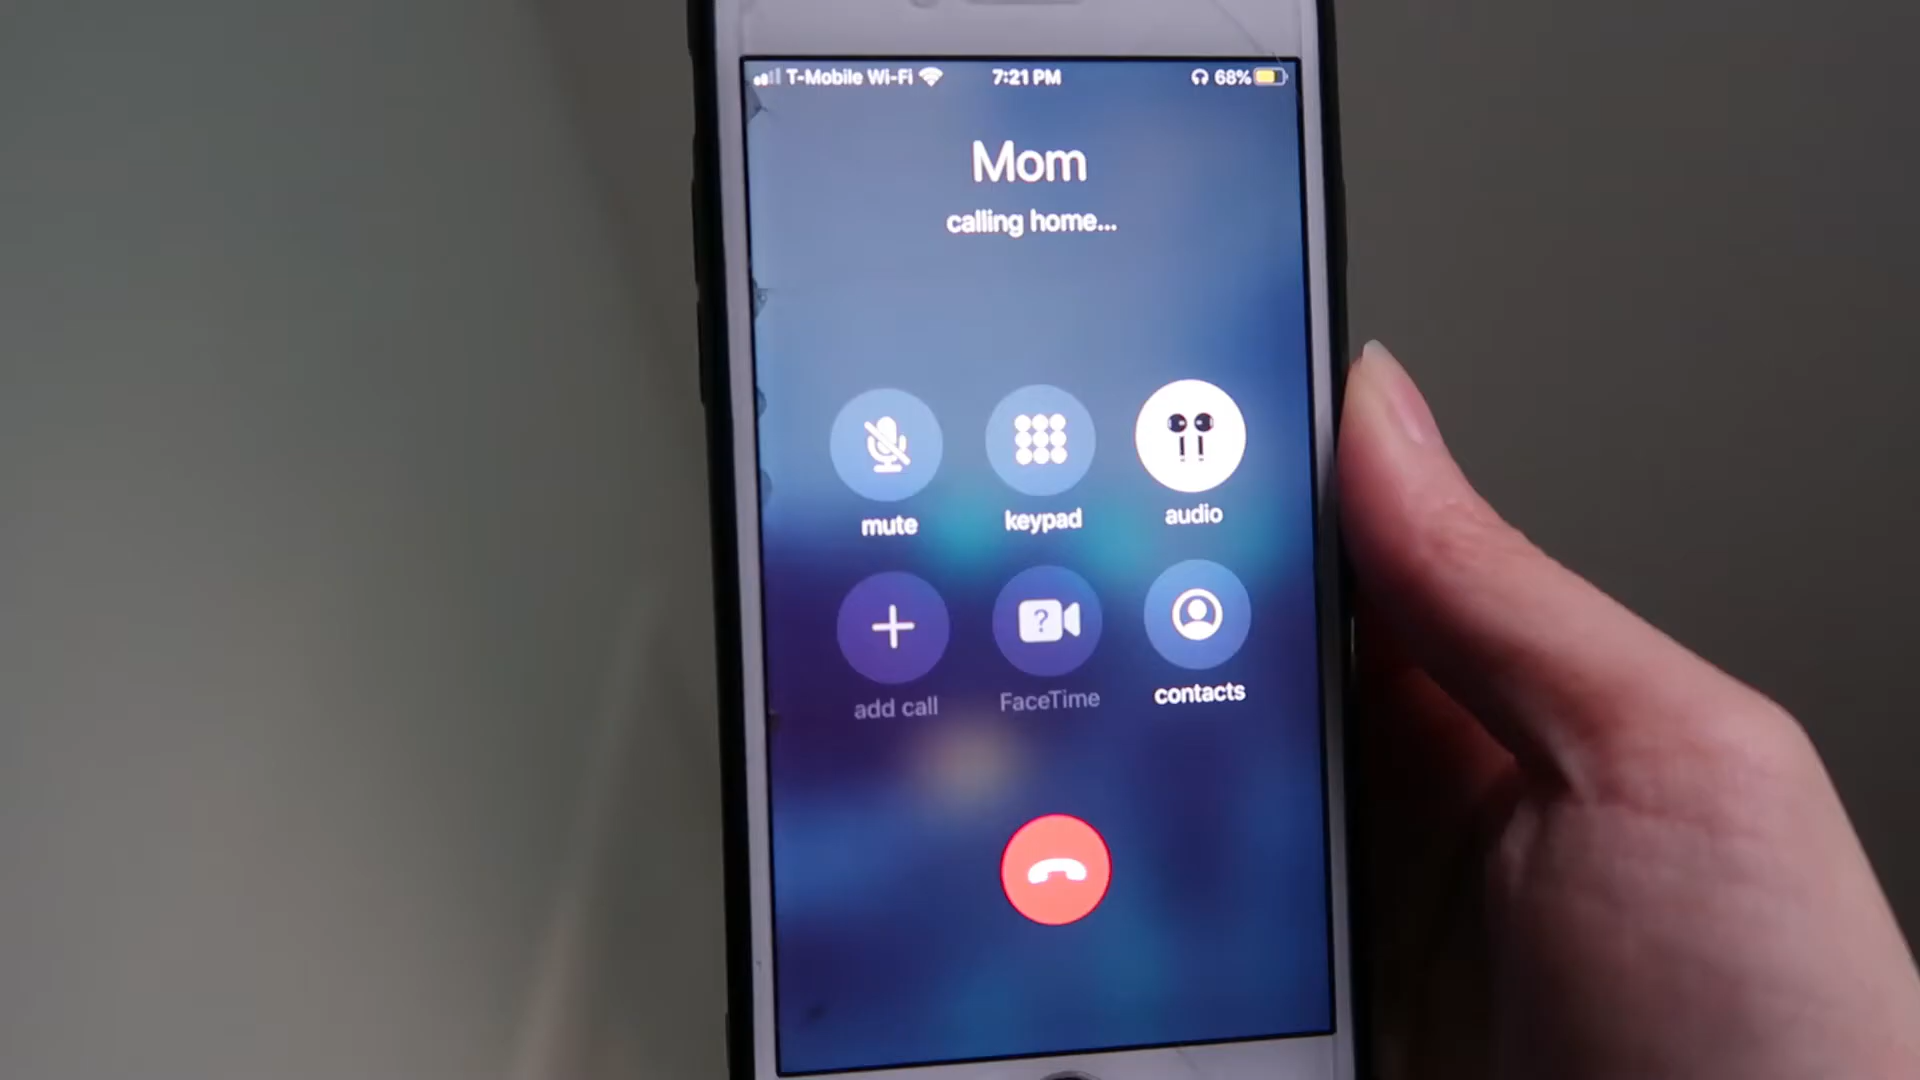 T-Mobile Wi-Fi 7:21 PM 68%
Mom
calling home...
mute keypad audio
add call FaceTime contacts